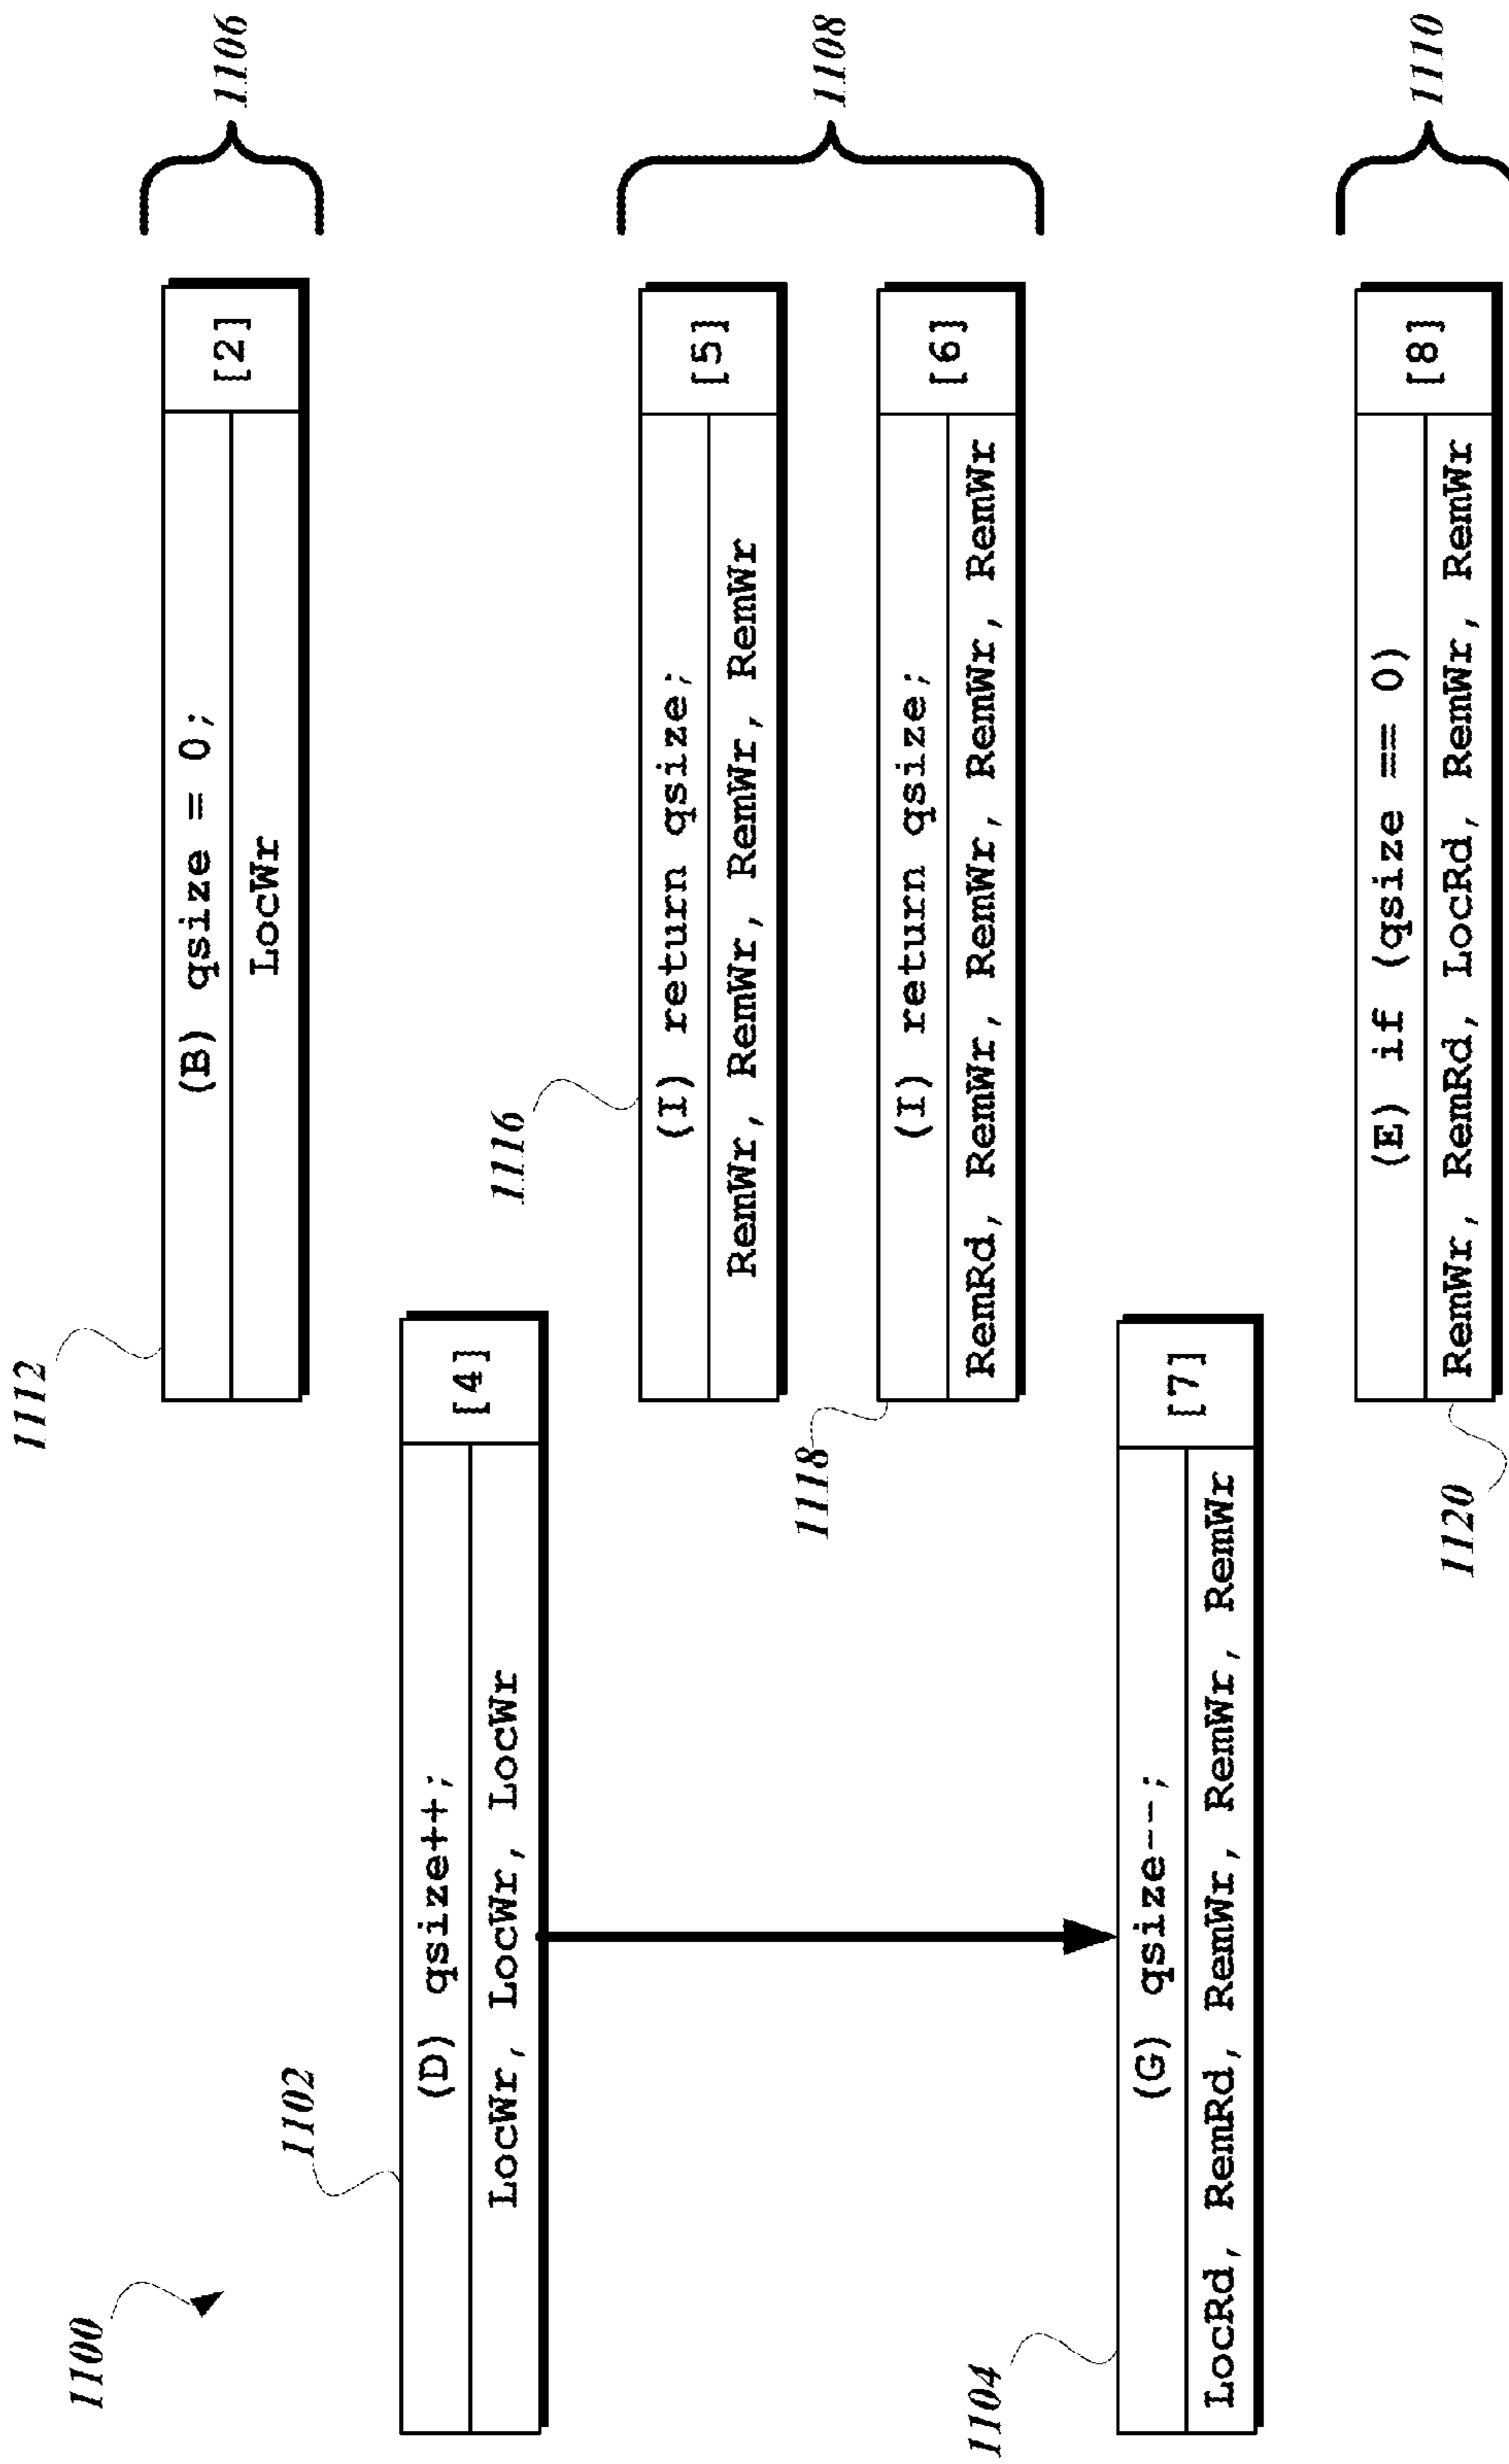 1112
1100
(B) qsize = 0;
[2]
LocWr
1106
1102
(D) qsize++;
[4]
LocWr, LocWr, LocWr
1116
(I) return qsize;
[5]
RemWr, RemWr, RemWr, RemWr
1108
1118
(I) return qsize;
[6]
RemRd, RemWr, RemWr, RemWr, RemWr
1104
(G) qsize--;
[7]
LocRd, RemRd, RemWr, RemWr, RemWr
(E) if (qsize == 0)
[8]
RemWr, RemRd, LocRd, RemWr, RemWr
1110
1120